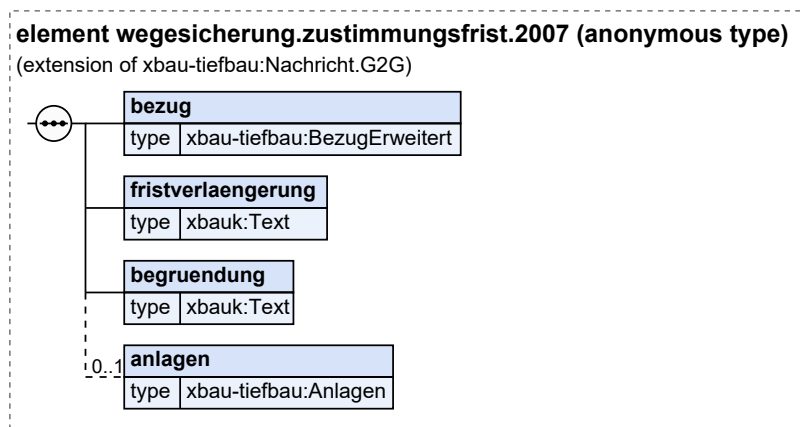 element wegesicherung.zustimmungsfrist.2007 (anonymous type)
(extension of xbau-tiefbau:Nachricht.G2G)
bezug
type xbau-tiefbau:BezugErweitert
fristverlaengerung
type xbauk:Text
begruendung
type xbauk:Text
0..1 anlagen
type xbau-tiefbau:Anlagen